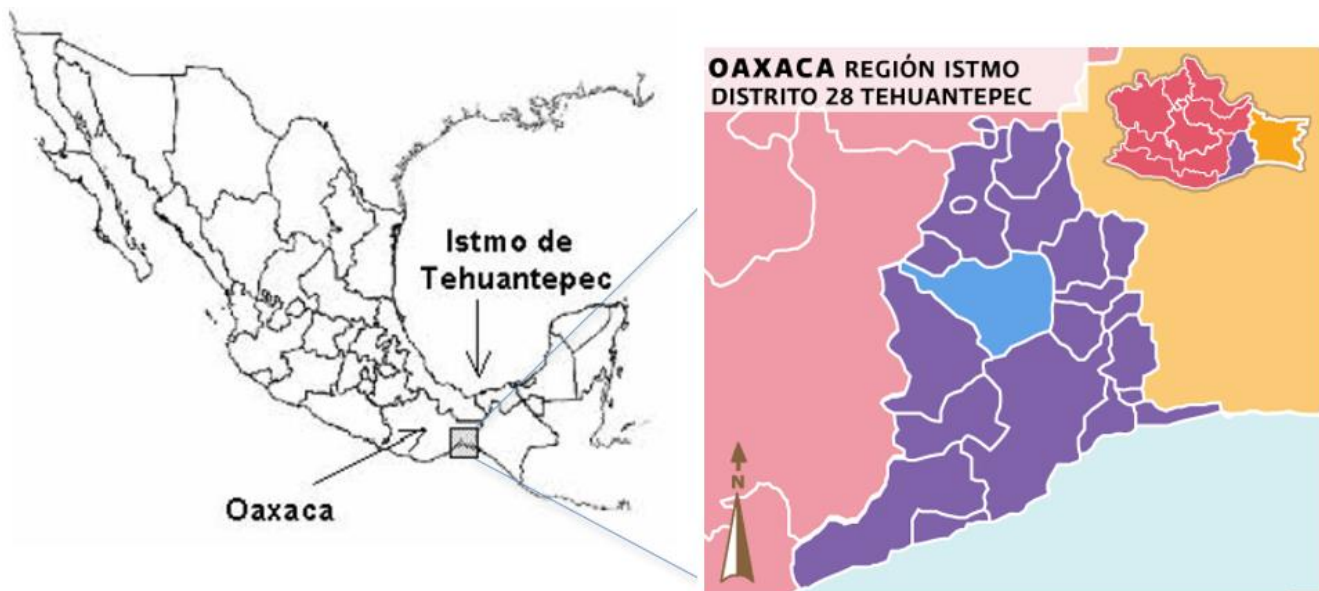 Istmo de
Tehuantepec
Oaxaca
OAXACA REGIÓN ISTMO
DISTRITO 28 TEHUANTEPEC
N